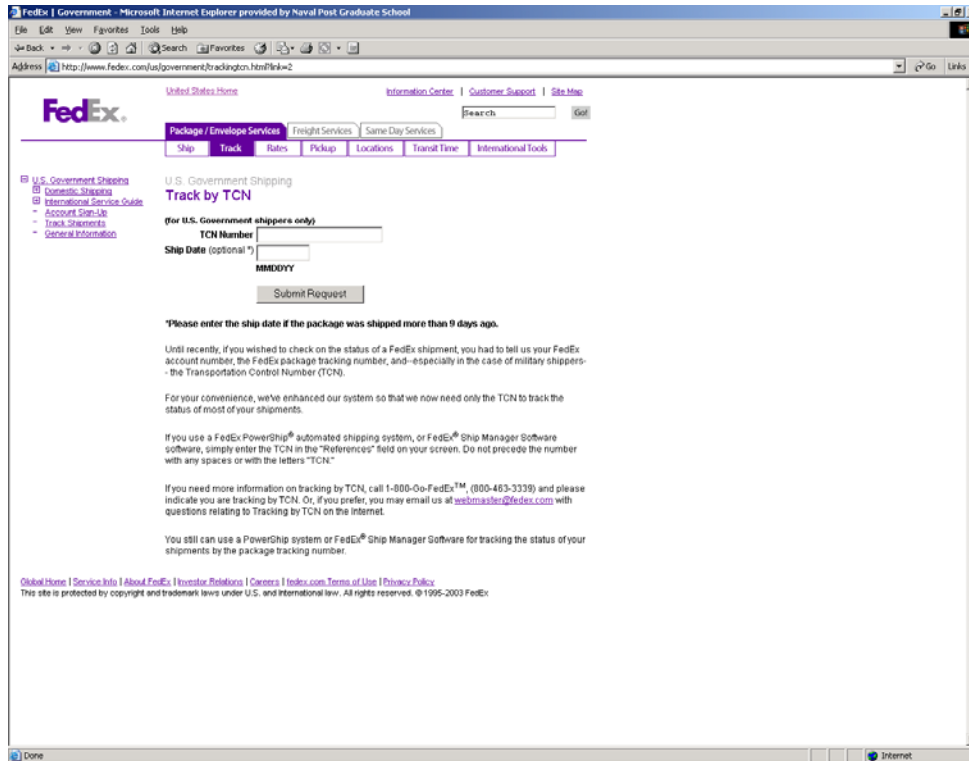 FedEx | Government - Microsoft Internet Explorer provided by Naval Post Graduate School
File Edit View Favorites Tools Help
Back Search Favorites
Address http://www.fedex.com/us/government/trackingtcn.html?link=2 Go Links
United States Home Information Center | Customer Support | Site Map
FedEx.
Search Go!
Package / Envelope Services Freight Services Same Day Services
Ship Track Rates Pickup Locations Transit Time International Tools
U.S. Government Shipping
Domestic Shipping
International Service Guide
- Account Sign-Up
- Track Shipments
- General Information
U.S. Government Shipping
Track by TCN
(for U.S. Government shippers only)
TCN Number
Ship Date (optional *)
MMDDYY
Submit Request
*Please enter the ship date if the package was shipped more than 9 days ago.
Until recently, if you wished to check on the status of a FedEx shipment, you had to tell us your FedEx
account number, the FedEx package tracking number, and--especially in the case of military shippers-
- the Transportation Control Number (TCN).
For your convenience, we've enhanced our system so that we now need only the TCN to track the
status of most of your shipments.
If you use a FedEx PowerShip® automated shipping system, or FedEx® Ship Manager Software
software, simply enter the TCN in the "References" field on your screen. Do not precede the number
with any spaces or with the letters "TCN."
If you need more information on tracking by TCN, call 1-800-Go-FedEx™, (800-463-3339) and please
indicate you are tracking by TCN. Or, if you prefer, you may email us at webmaster@fedex.com with
questions relating to Tracking by TCN on the Internet.
You still can use a PowerShip system or FedEx® Ship Manager Software for tracking the status of your
shipments by the package tracking number.
Global Home | Service Info | About FedEx | Investor Relations | Careers | fedex.com Terms of Use | Privacy Policy
This site is protected by copyright and trademark laws under U.S. and International law. All rights reserved. © 1995-2003 FedEx
Done Internet